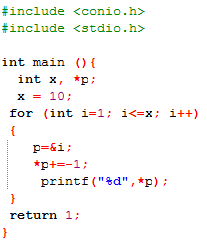 #include <conio.h>
#include <stdio.h>
int main (){
int x, *p;
x = 10;
for (int i=1; i<=x; i++)
{
p=&i;
*p+=-1;
printf("%d",*p);
}
return 1;
}